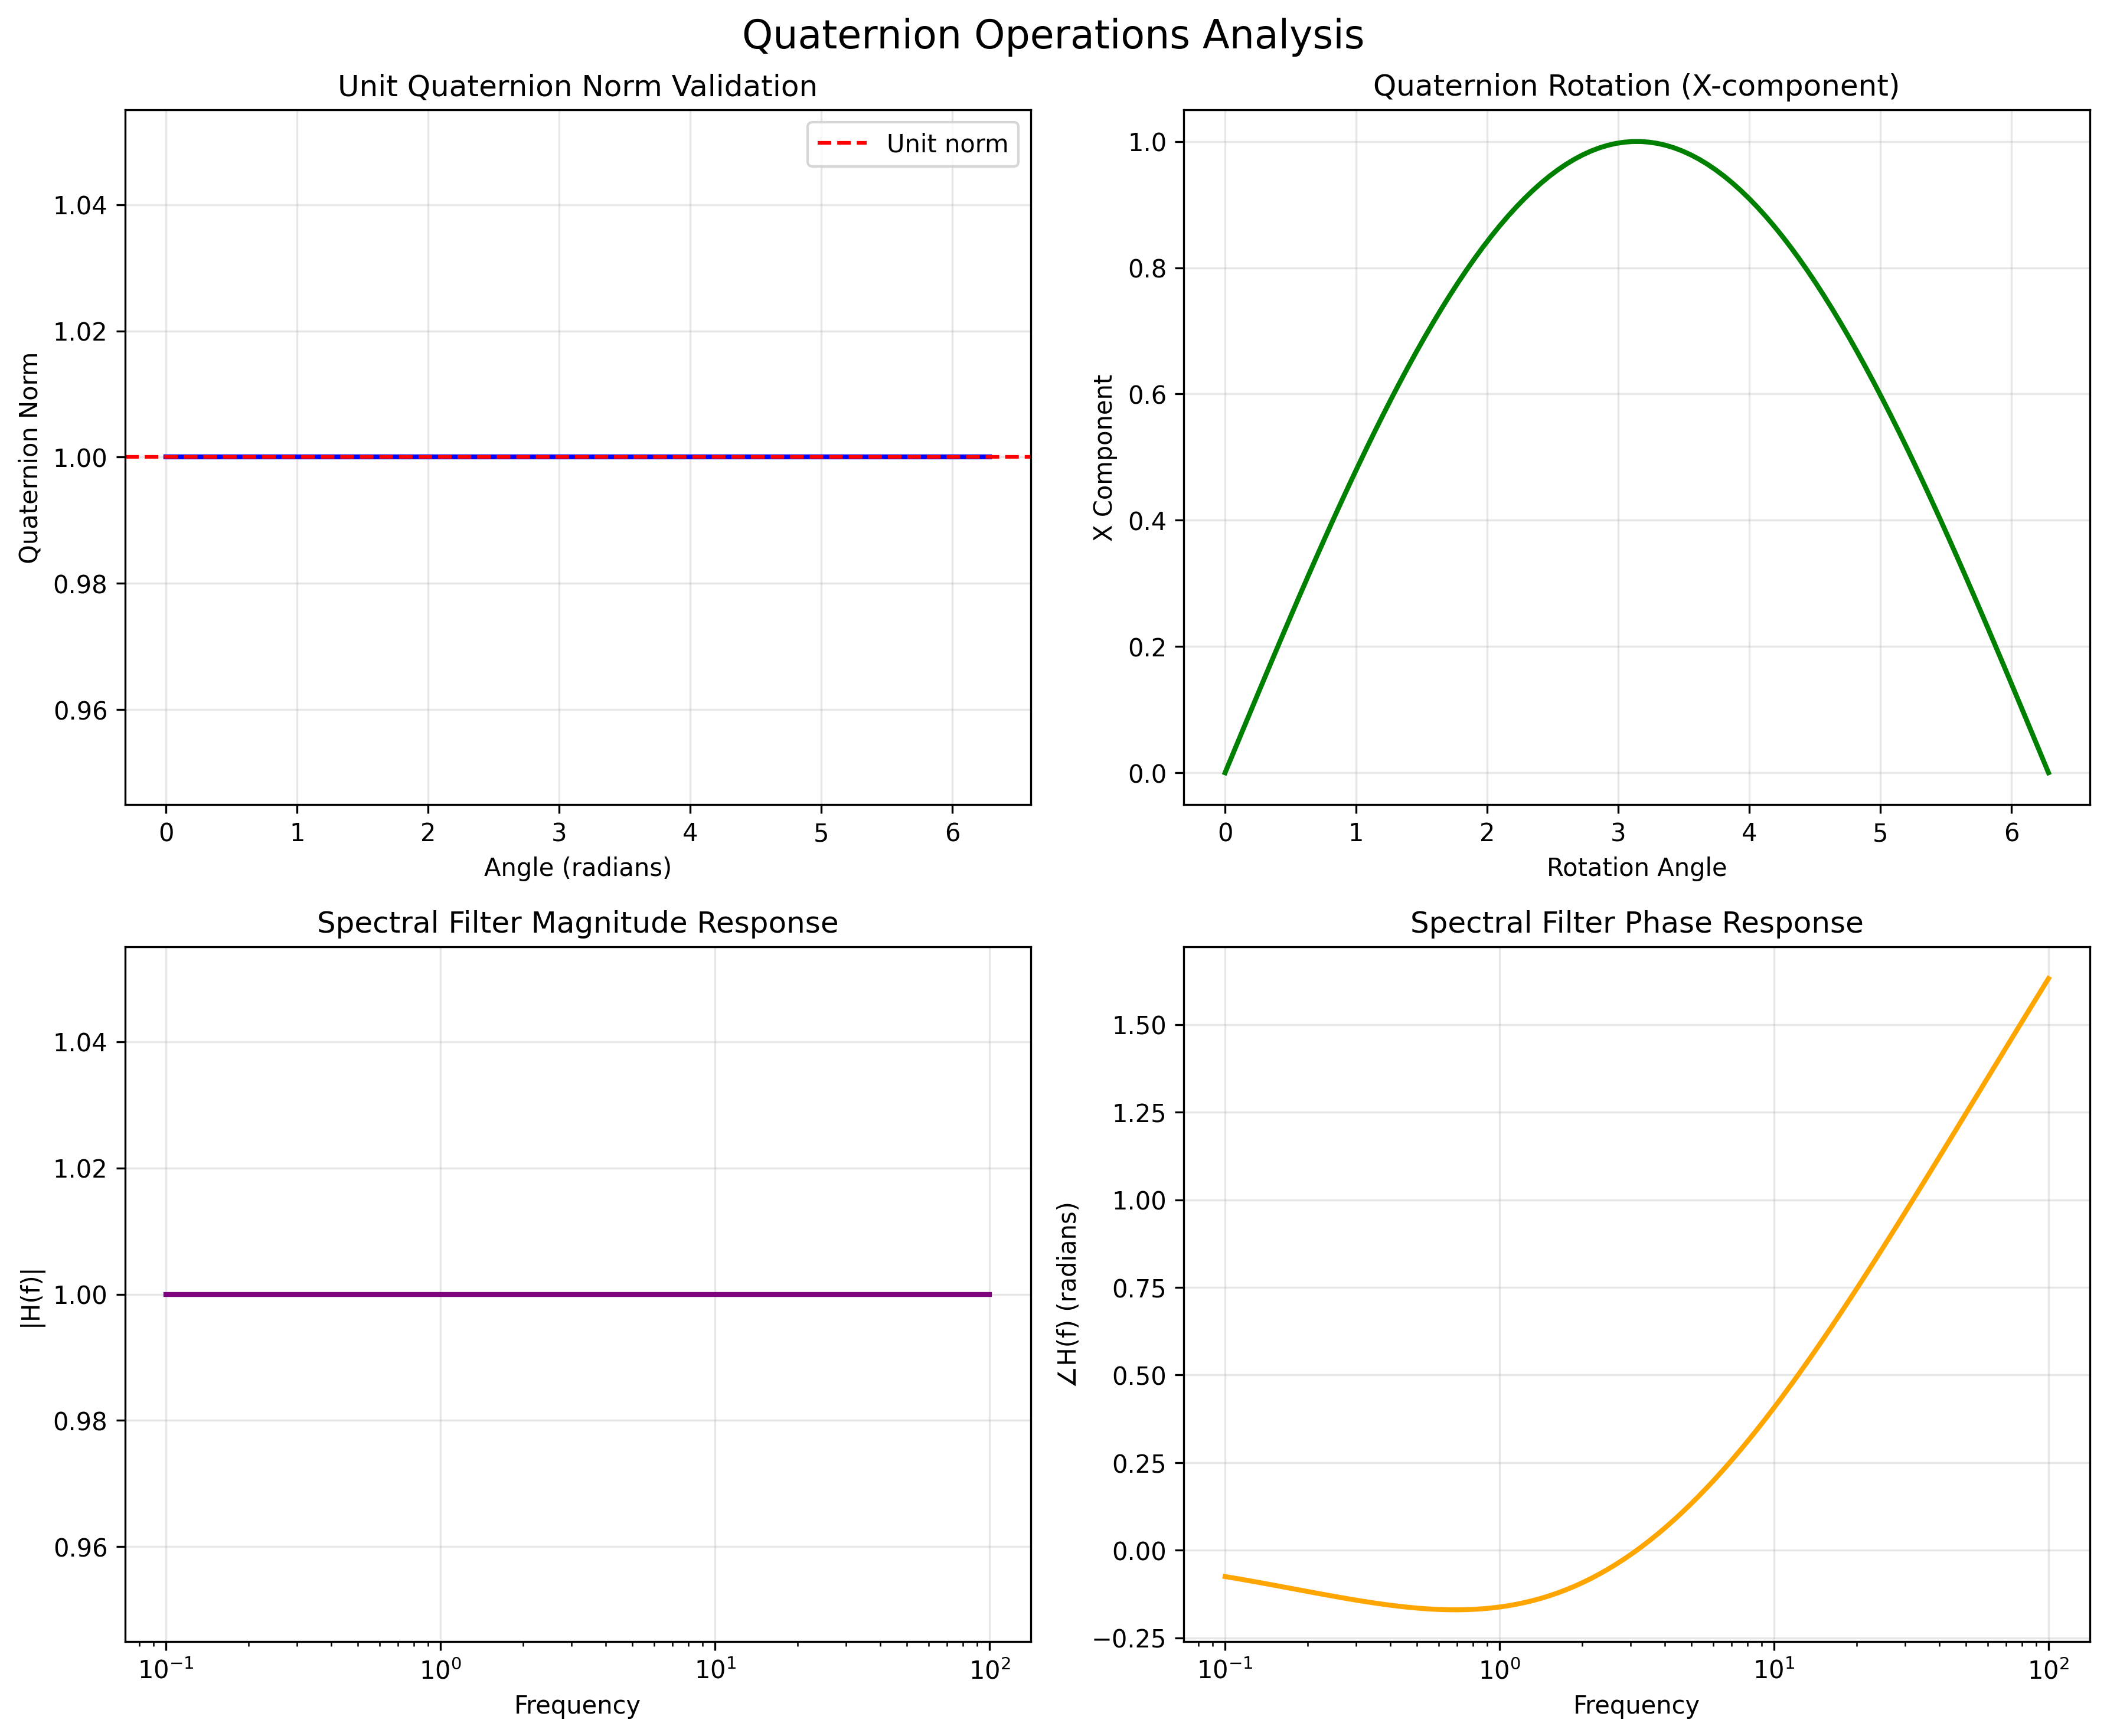 Quaternion Operations Analysis
Unit Quaternion Norm Validation
Unit norm
Quaternion Norm
1.04
1.02
1.00
0.98
0.96
0 1 2 3 4 5 6
Angle (radians)
Quaternion Rotation (X-component)
X Component
1.0
0.8
0.6
0.4
0.2
0.0
0 1 2 3 4 5 6
Rotation Angle
Spectral Filter Magnitude Response
|H(f)|
1.04
1.02
1.00
0.98
0.96
10⁻¹ 10⁰ 10¹ 10²
Frequency
Spectral Filter Phase Response
∠H(f) (radians)
1.50
1.25
1.00
0.75
0.50
0.25
0.00
−0.25
10⁻¹ 10⁰ 10¹ 10²
Frequency